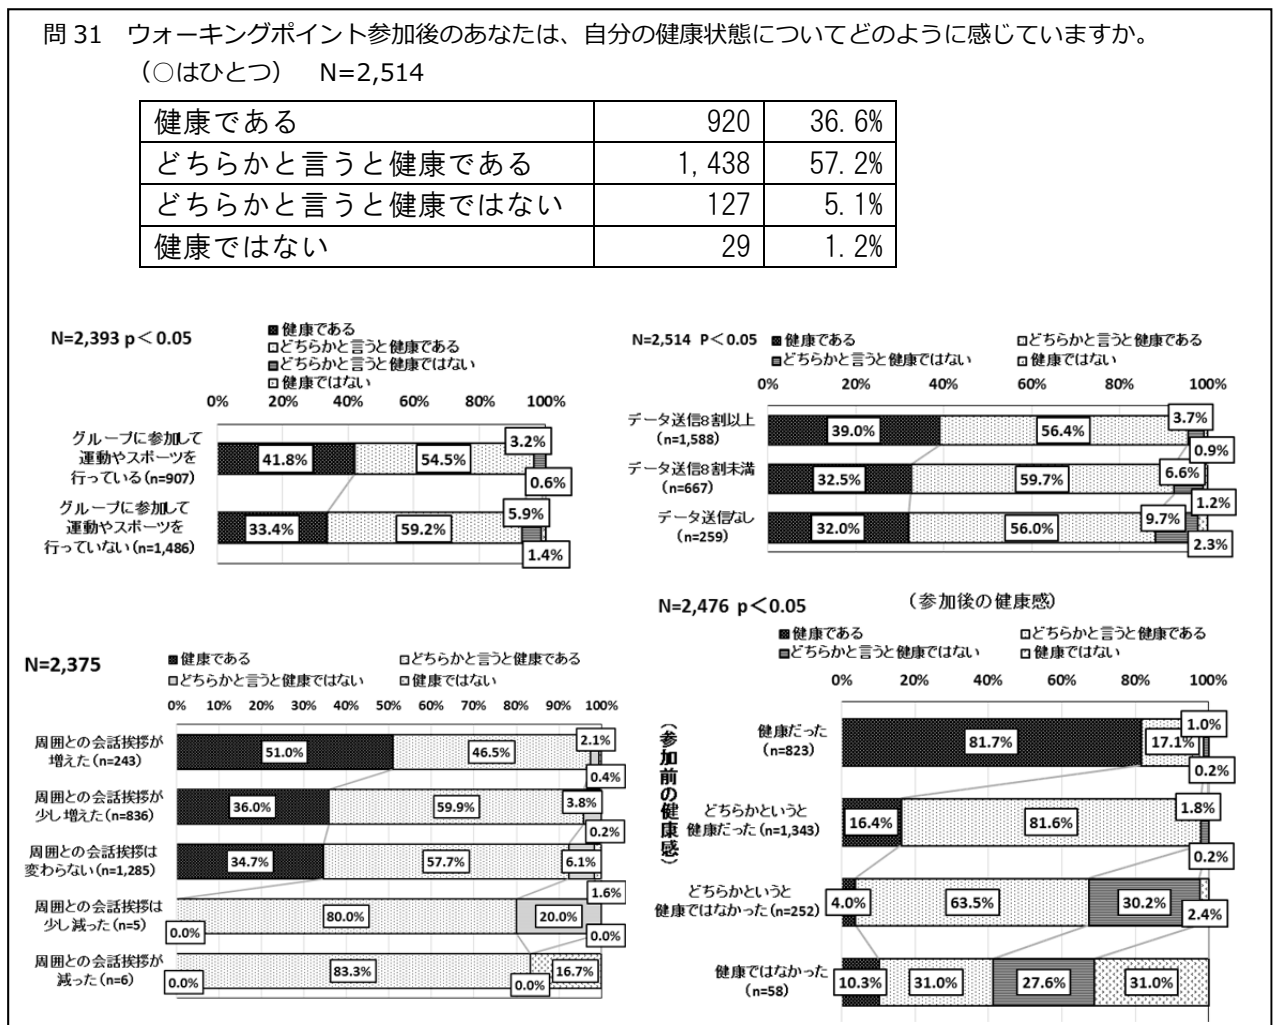 問 31　ウォーキングポイント参加後のあなたは、自分の健康状態についてどのように感じていますか。
（○はひとつ）　N=2,514
健康である 920 36.6%
どちらかと言うと健康である 1,438 57.2%
どちらかと言うと健康ではない 127 5.1%
健康ではない 29 1.2%
N=2,393 p＜0.05
健康である
どちらかと言うと健康である
どちらかと言うと健康ではない
健康ではない
0% 20% 40% 60% 80% 100%
グループに参加して
運動やスポーツを
行っている(n=907)
41.8% 54.5% 3.2% 0.6%
グループに参加して
運動やスポーツを
行っていない(n=1,486)
33.4% 59.2% 5.9% 1.4%
N=2,514 P＜0.05
健康である どちらかと言うと健康である
どちらかと言うと健康ではない 健康ではない
0% 20% 40% 60% 80% 100%
データ送信8割以上
(n=1,588)
39.0% 56.4% 3.7% 0.9%
データ送信8割未満
(n=667)
32.5% 59.7% 6.6% 1.2%
データ送信なし
(n=259)
32.0% 56.0% 9.7% 2.3%
N=2,375
健康である どちらかと言うと健康である
どちらかと言うと健康ではない 健康ではない
0% 10% 20% 30% 40% 50% 60% 70% 80% 90% 100%
周囲との会話挨拶が
増えた(n=243)
51.0% 46.5% 2.1% 0.4%
周囲との会話挨拶が
少し増えた(n=836)
36.0% 59.9% 3.8% 0.2%
周囲との会話挨拶は
変わらない(n=1,285)
34.7% 57.7% 6.1% 1.6%
周囲との会話挨拶は
少し減った(n=5)
0.0% 80.0% 20.0% 0.0%
周囲との会話挨拶が
減った(n=6)
0.0% 83.3% 0.0% 16.7%
N=2,476 p＜0.05
（参加後の健康感）
健康である どちらかと言うと健康である
どちらかと言うと健康ではない 健康ではない
0% 20% 40% 60% 80% 100%
（参加前の健康感）
健康だった
(n=823)
81.7% 17.1% 1.0% 0.2%
どちらかというと
健康だった(n=1,343)
16.4% 81.6% 1.8% 0.2%
どちらかというと
健康ではなかった(n=252)
4.0% 63.5% 30.2% 2.4%
健康ではなかった
(n=58)
10.3% 31.0% 27.6% 31.0%